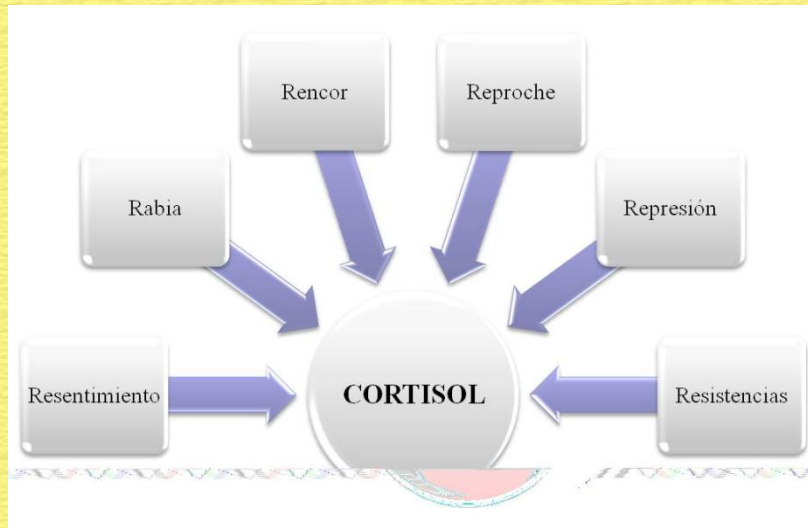 Rencor
Reproche
Rabia
Represión
Resentimiento
CORTISOL
Resistencias